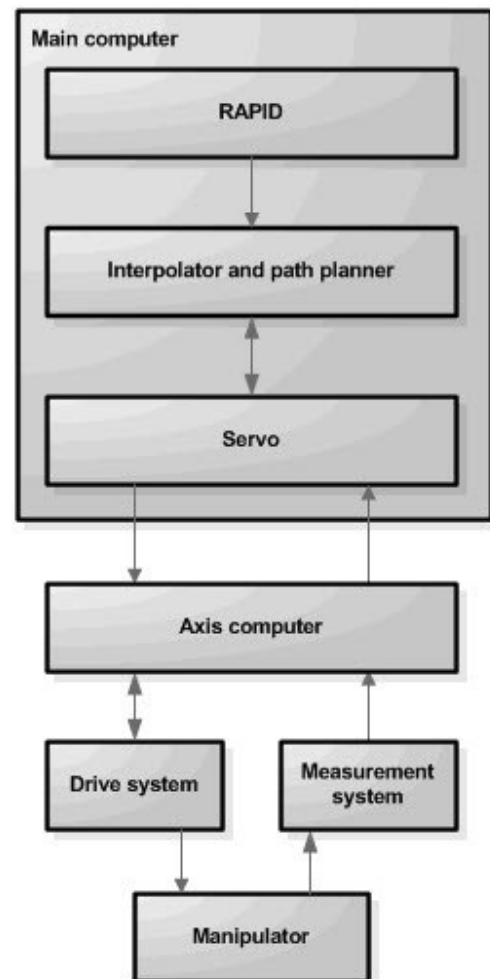 Main computer
RAPID
Interpolator and path planner
Servo
Axis computer
Drive system
Measurement
system
Manipulator